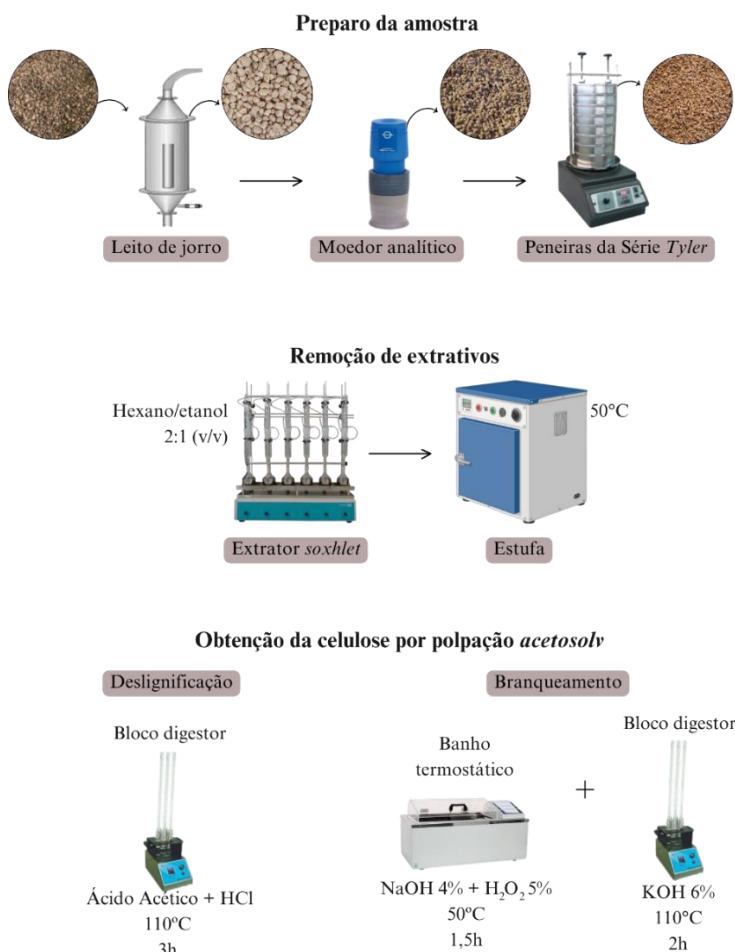 Preparo da amostra
Leito de jorro
Moedor analítico
Peneiras da Série Tyler
Remoção de extrativos
Hexano/etanol
2:1 (v/v)
50°C
Extrator soxhlet
Estufa
Obtenção da celulose por polpação acetosolv
Deslignificação
Branqueamento
Bloco digestor
Ácido Acético + HCl
110ºC
3h
Banho
termostático
NaOH 4% + H₂O₂ 5%
50ºC
1,5h
+
Bloco digestor
KOH 6%
110°C
2h